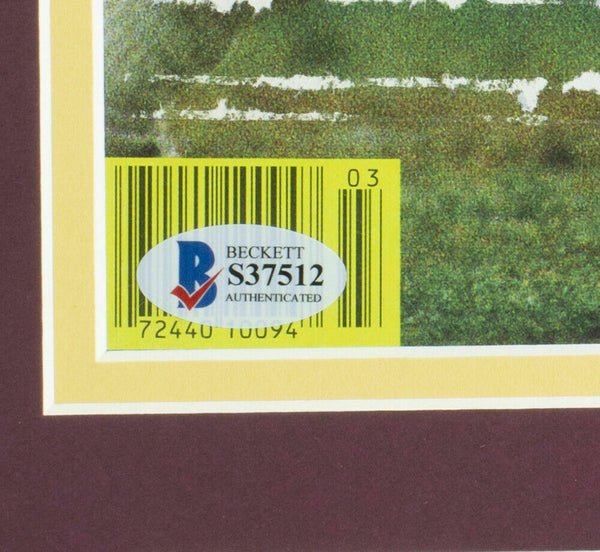 03
BECKETT
S37512
AUTHENTICATED
72440 10094